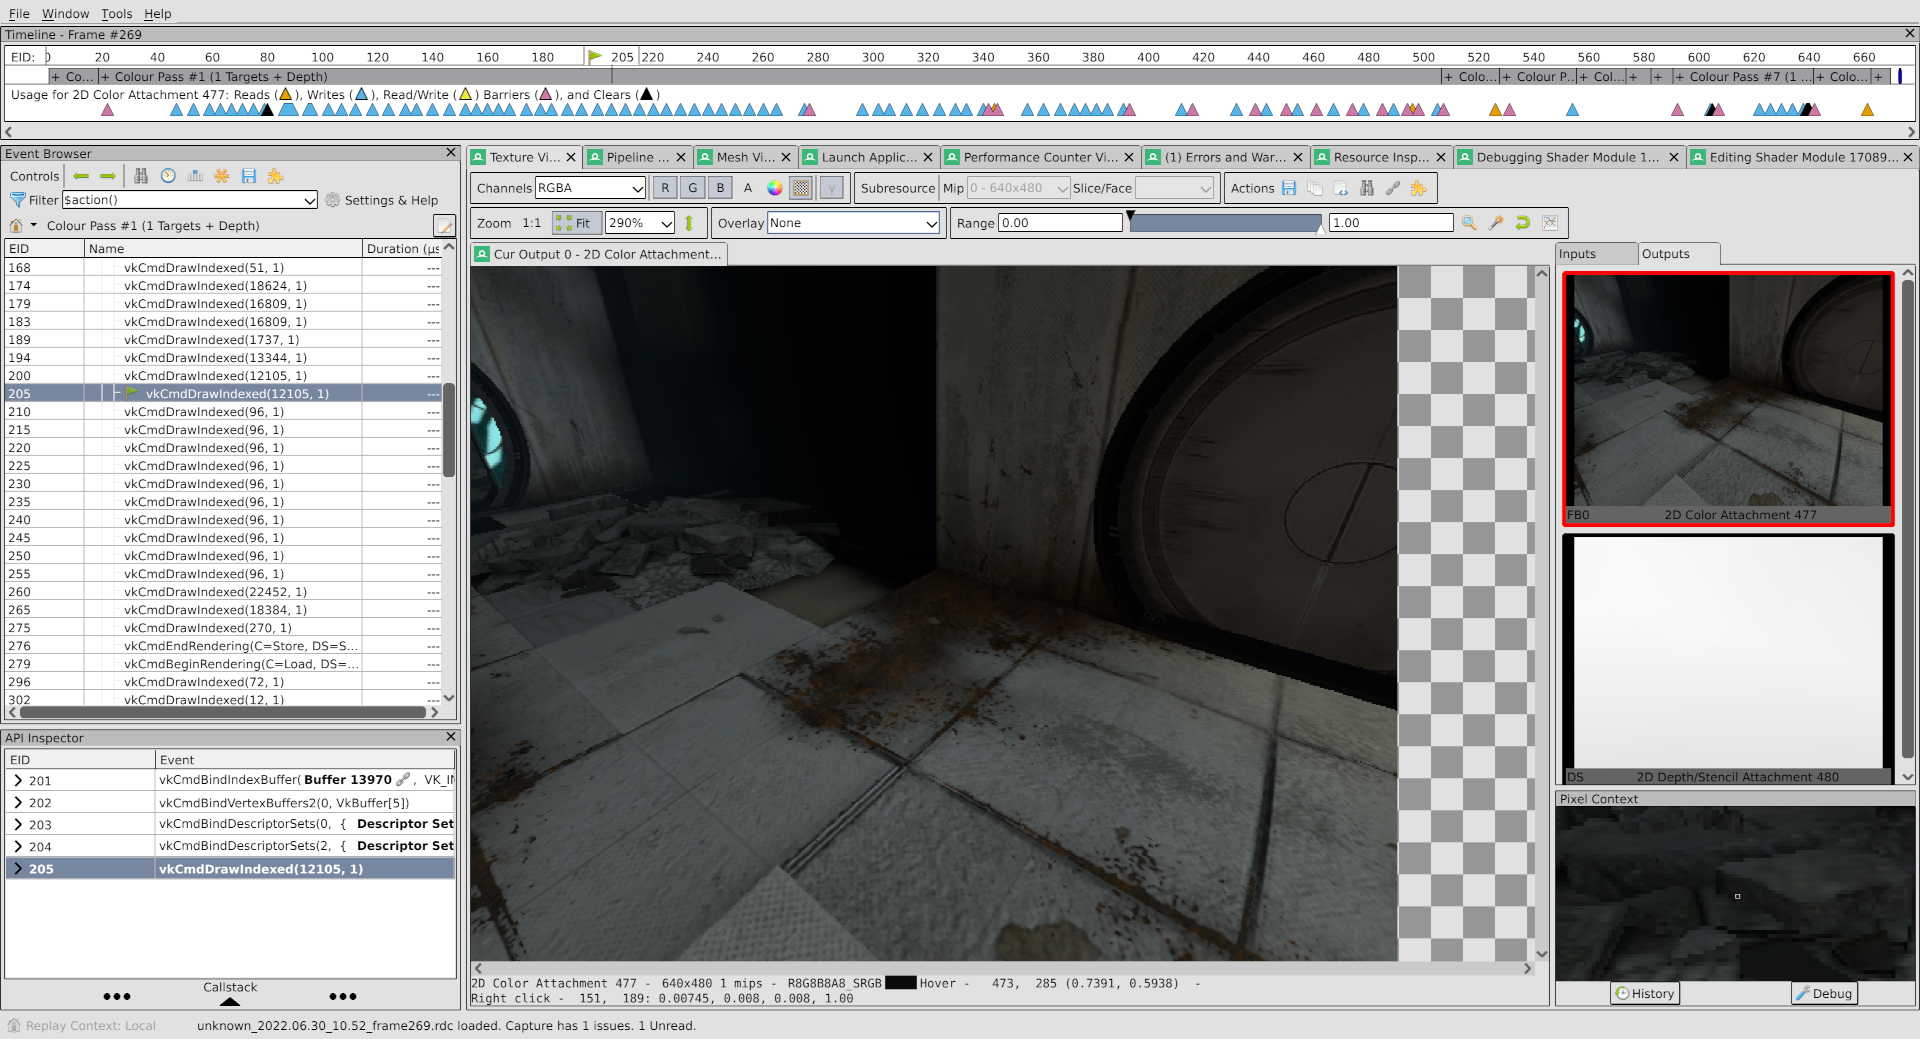 File Window Tools Help
Timeline - Frame #269
EID: 0 20 40 60 80 100 120 140 160 180 205 220 240 260 280 300 320 340 360 380 400 420 440 460 480 500 520 540 560 580 600 620 640 660
+ Co... + Colour Pass #1 (1 Targets + Depth) + Colo... + Colour P... + Col... + + + Colour Pass #7 (1 ... + Colo... +
Usage for 2D Color Attachment 477: Reads ( ), Writes ( ), Read/Write ( ) Barriers ( ), and Clears ( )
Event Browser
Controls
Filter $action() Settings & Help
Colour Pass #1 (1 Targets + Depth)
EID Name Duration (µs
168 vkCmdDrawIndexed(51, 1) ---
174 vkCmdDrawIndexed(18624, 1) ---
179 vkCmdDrawIndexed(16809, 1) ---
183 vkCmdDrawIndexed(16809, 1) ---
189 vkCmdDrawIndexed(1737, 1) ---
194 vkCmdDrawIndexed(13344, 1) ---
200 vkCmdDrawIndexed(12105, 1) ---
205 vkCmdDrawIndexed(12105, 1) ---
210 vkCmdDrawIndexed(96, 1) ---
215 vkCmdDrawIndexed(96, 1) ---
220 vkCmdDrawIndexed(96, 1) ---
225 vkCmdDrawIndexed(96, 1) ---
230 vkCmdDrawIndexed(96, 1) ---
235 vkCmdDrawIndexed(96, 1) ---
240 vkCmdDrawIndexed(96, 1) ---
245 vkCmdDrawIndexed(96, 1) ---
250 vkCmdDrawIndexed(96, 1) ---
255 vkCmdDrawIndexed(96, 1) ---
260 vkCmdDrawIndexed(22452, 1) ---
265 vkCmdDrawIndexed(18384, 1) ---
275 vkCmdDrawIndexed(270, 1) ---
276 vkCmdEndRendering(C=Store, DS=S... ---
279 vkCmdBeginRendering(C=Load, DS=... ---
296 vkCmdDrawIndexed(72, 1) ---
302 vkCmdDrawIndexed(12, 1) ---
API Inspector
EID Event
201 vkCmdBindIndexBuffer( Buffer 13970 , VK_IN
202 vkCmdBindVertexBuffers2(0, VkBuffer[5])
203 vkCmdBindDescriptorSets(0, { Descriptor Set
204 vkCmdBindDescriptorSets(2, { Descriptor Set
205 vkCmdDrawIndexed(12105, 1)
Callstack
Texture Vi... Pipeline ... Mesh Vi... Launch Applic... Performance Counter Vi... (1) Errors and War... Resource Insp... Debugging Shader Module 1... Editing Shader Module 17089...
Channels RGBA R G B A γ Subresource Mip 0 - 640x480 Slice/Face Actions
Zoom 1:1 Fit 290% Overlay None Range 0.00 1.00
Cur Output 0 - 2D Color Attachment...
Inputs Outputs
FB0 2D Color Attachment 477
DS 2D Depth/Stencil Attachment 480
Pixel Context
History Debug
2D Color Attachment 477 - 640x480 1 mips - R8G8B8A8_SRGB Hover - 473, 285 (0.7391, 0.5938) -
Right click - 151, 189: 0.00745, 0.008, 0.008, 1.00
Replay Context: Local unknown_2022.06.30_10.52_frame269.rdc loaded. Capture has 1 issues. 1 Unread.